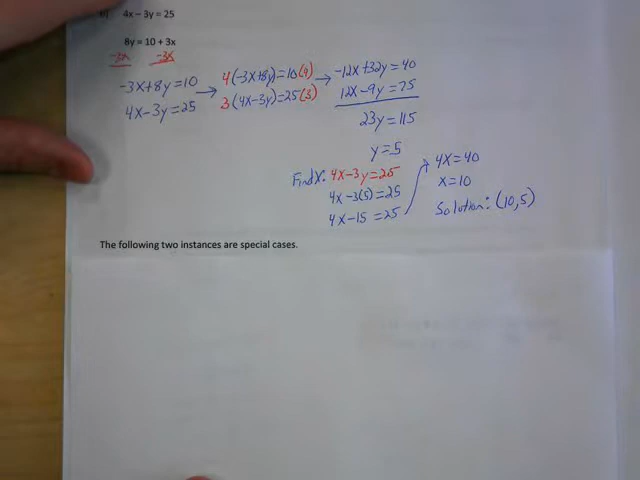 4x – 3y = 25
8y = 10 + 3x
-3x -3x
-3x+8y=10
4x-3y=25
4(-3x+8y)=10(4)
3(4x-3y)=25(3)
-12x+32y=40
12x-9y=75
23y=115
y=5
Find x: 4x-3y=25
4x-3(5)=25
4x-15=25
4x=40
x=10
Solution: (10,5)
The following two instances are special cases.